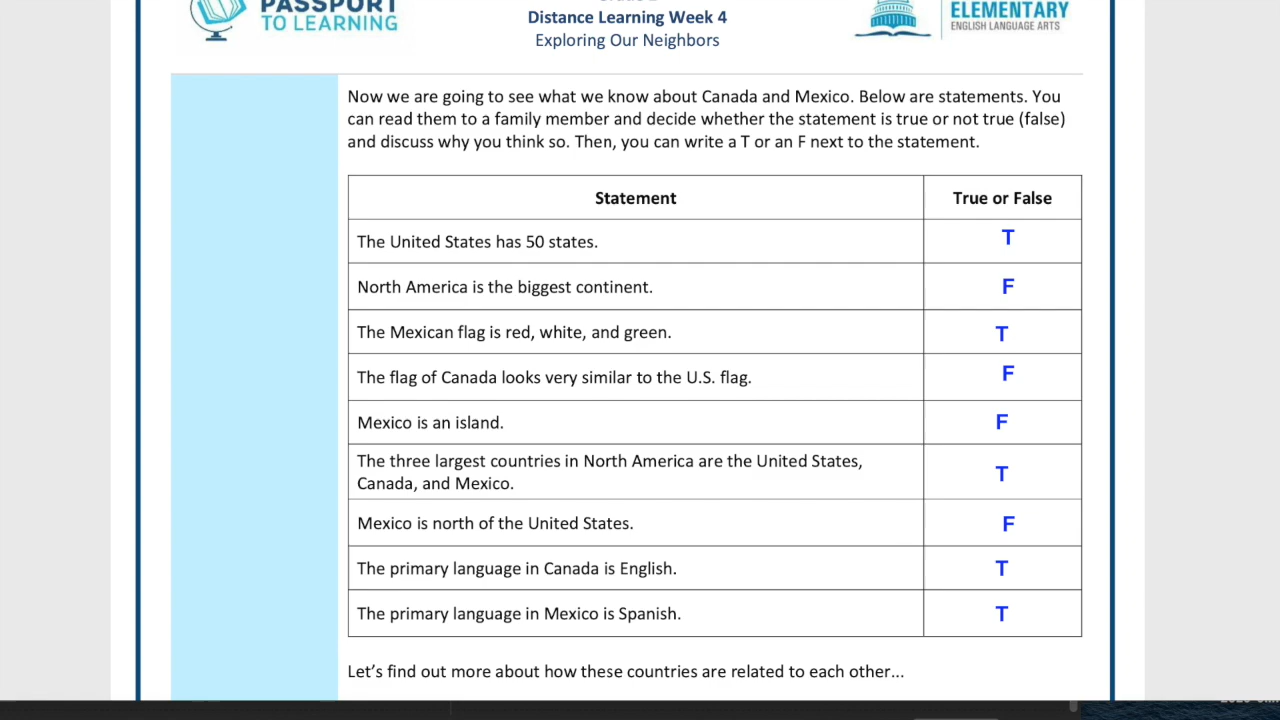 PASSPORT
TO LEARNING
Distance Learning Week 4
Exploring Our Neighbors
ELEMENTARY
ENGLISH LANGUAGE ARTS
Now we are going to see what we know about Canada and Mexico. Below are statements. You
can read them to a family member and decide whether the statement is true or not true (false)
and discuss why you think so. Then, you can write a T or an F next to the statement.
Statement True or False
The United States has 50 states. T
North America is the biggest continent. F
The Mexican flag is red, white, and green. T
The flag of Canada looks very similar to the U.S. flag. F
Mexico is an island. F
The three largest countries in North America are the United States,
Canada, and Mexico. T
Mexico is north of the United States. F
The primary language in Canada is English. T
The primary language in Mexico is Spanish. T
Let's find out more about how these countries are related to each other...